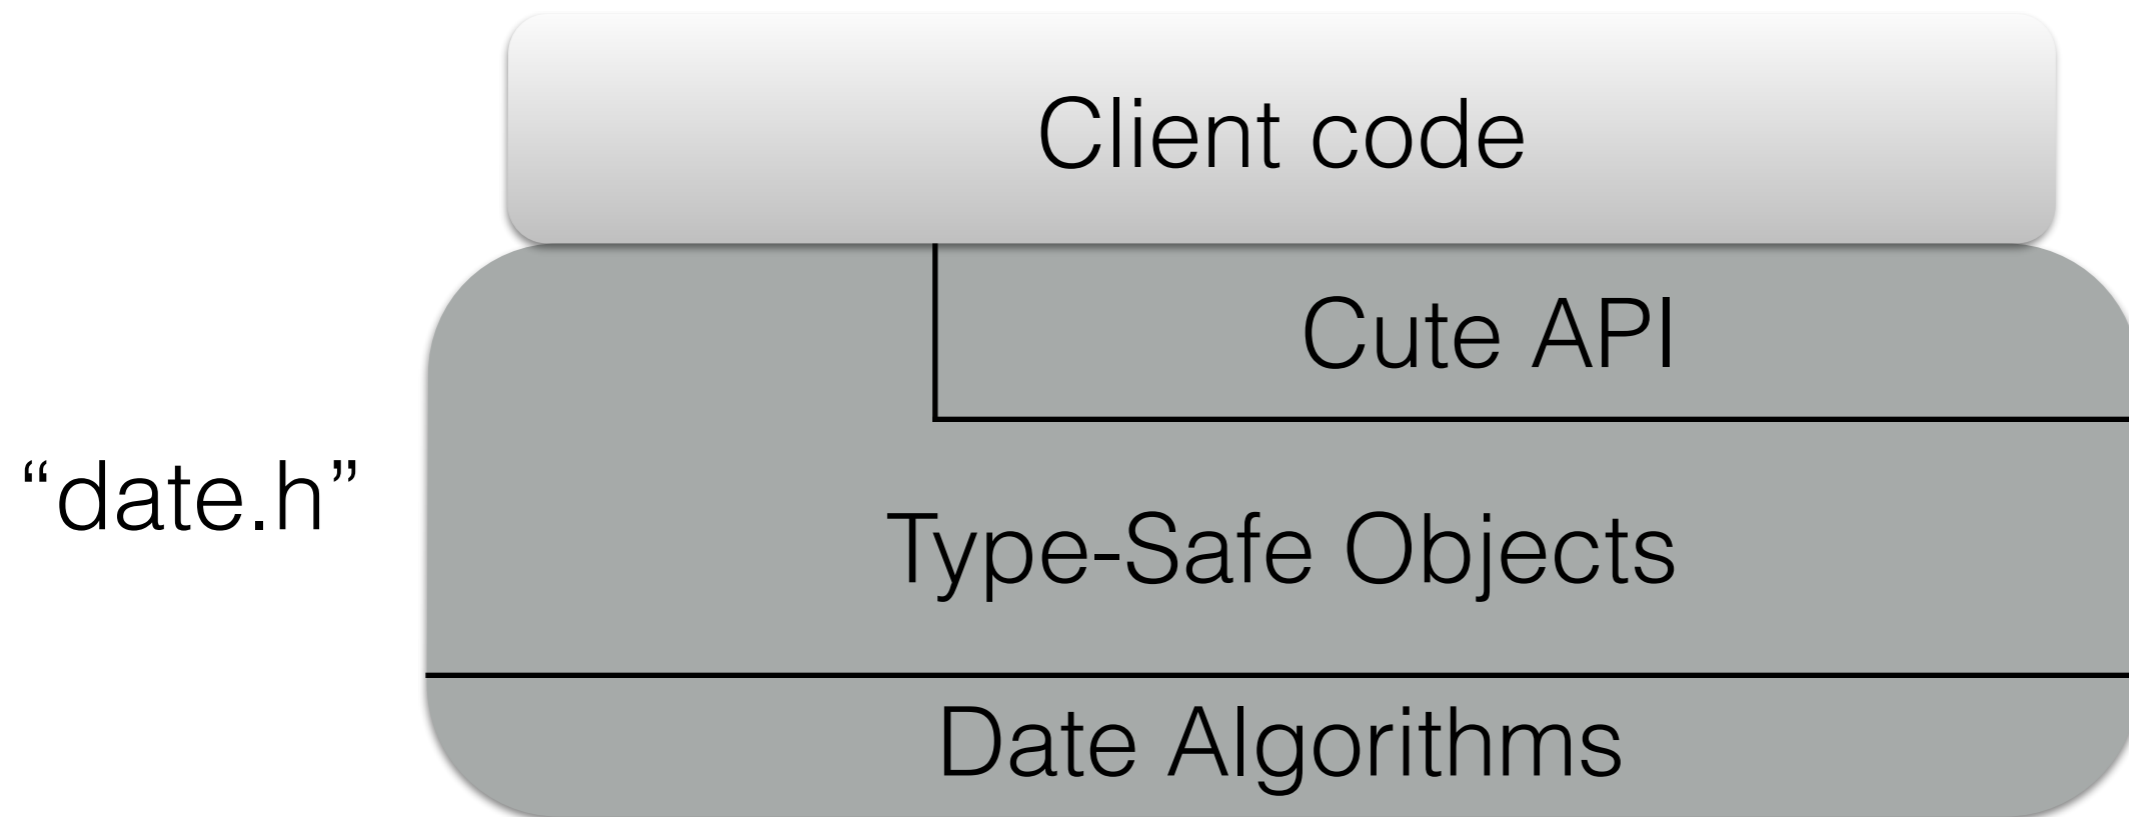 Client code
Cute API
“date.h”
Type-Safe Objects
Date Algorithms